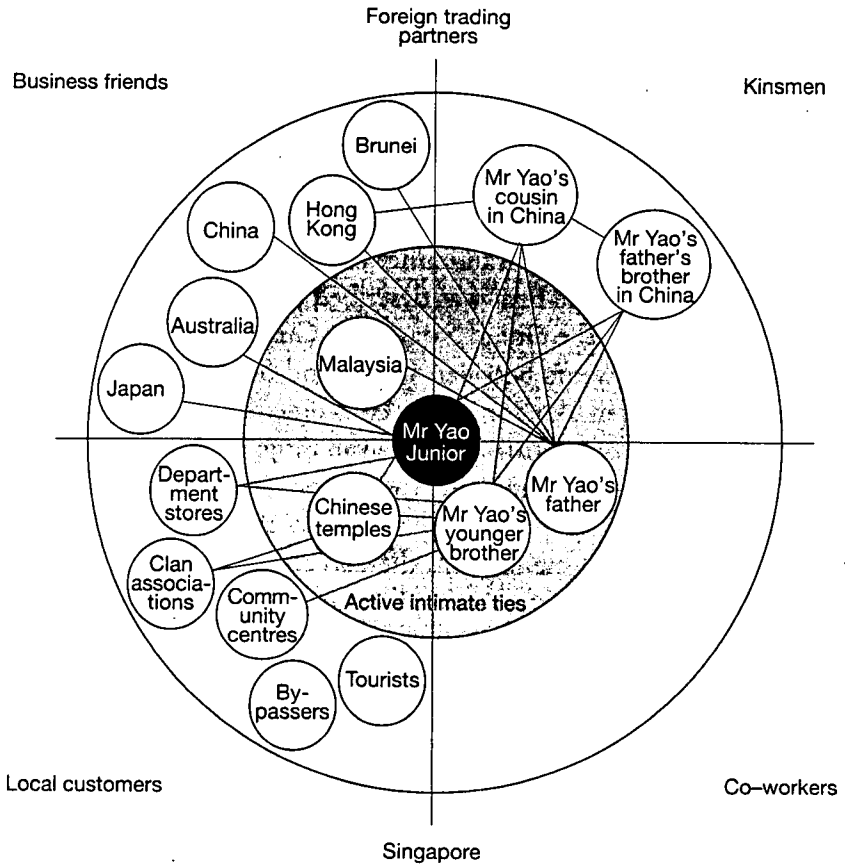 Foreign trading
partners
Business friends
Kinsmen
Brunei
Mr Yao's
cousin
in China
Hong
Kong
China
Mr Yao's
father's
brother
in China
Australia
Malaysia
Japan
Mr Yao
Junior
Depart-
ment
stores
Chinese
temples
Mr Yao's
younger
brother
Mr Yao's
father
Clan
associa-
tions
Comm-
unity
centres
Active intimate ties
Tourists
By-
passers
Local customers
Co–workers
Singapore